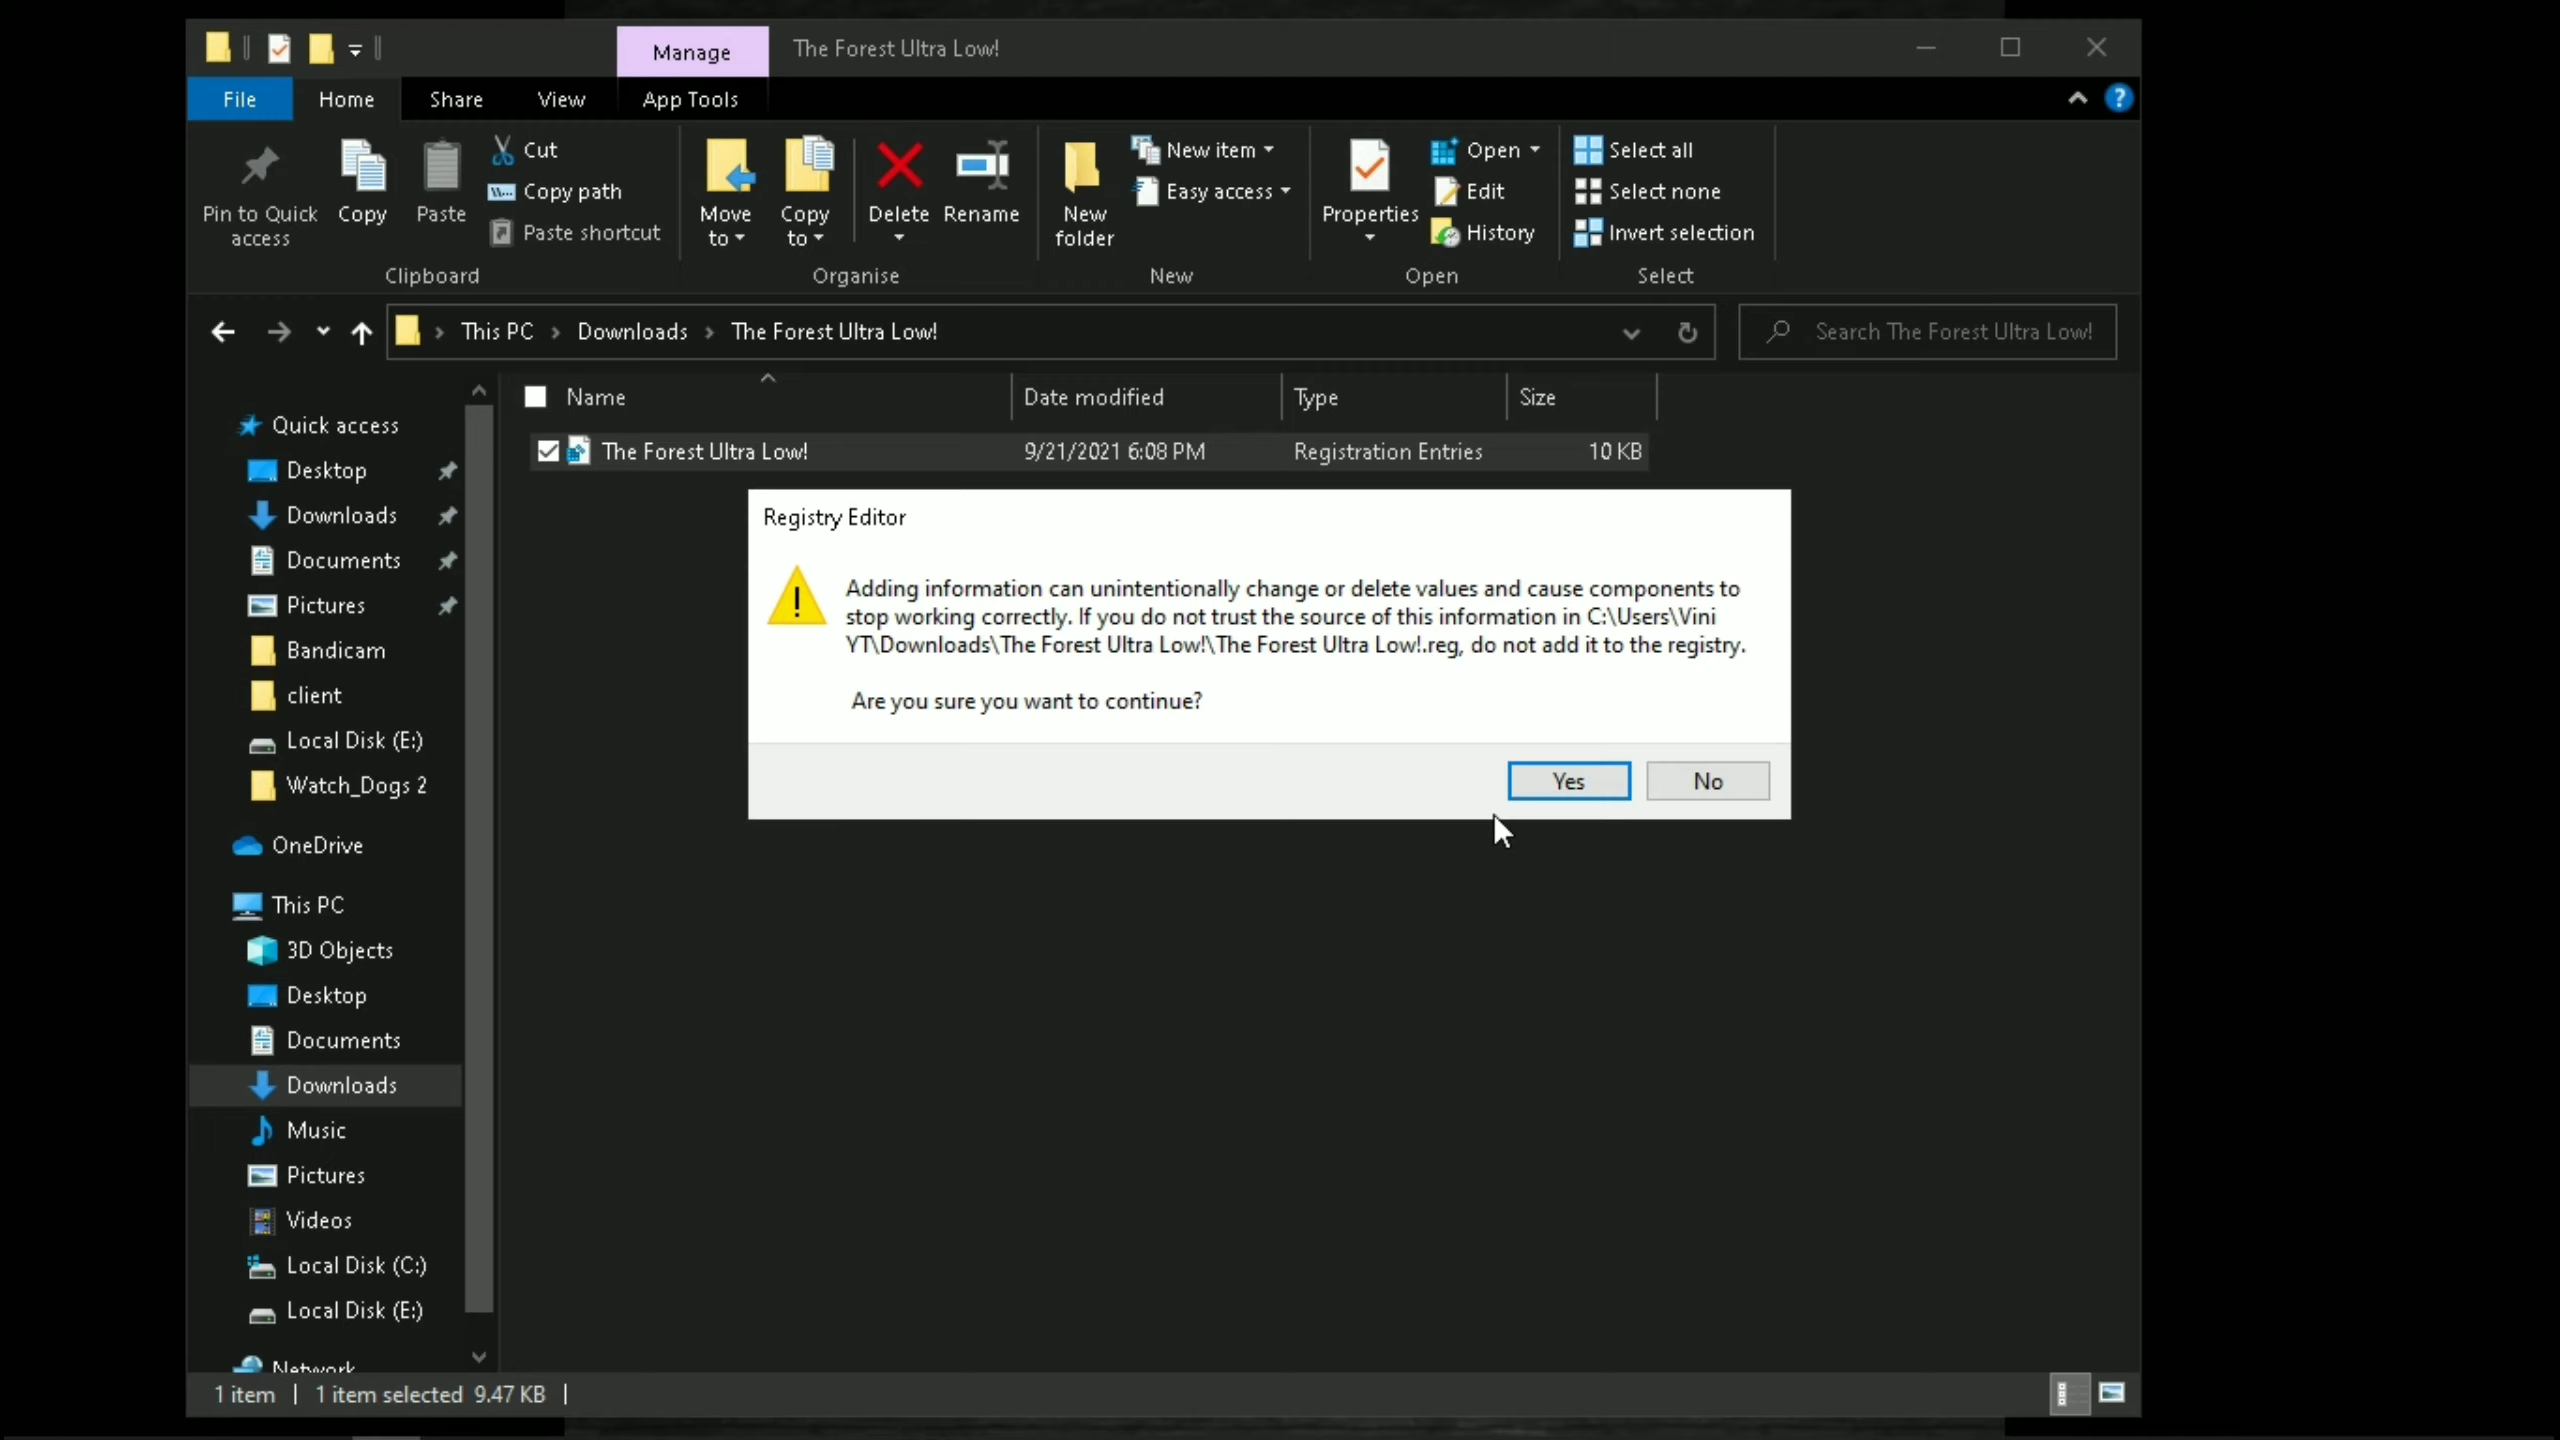 Manage
The Forest Ultra Low!
File
Home
Share
View
App Tools
?
Pin to Quick
access
Copy
Paste
Cut
Copy path
Paste shortcut
Clipboard
Move
to
Copy
to
Delete
Rename
Organise
New
folder
New item
Easy access
New
Properties
Open
Edit
History
Open
Select all
Select none
Invert selection
Select
This PC
Downloads
The Forest Ultra Low!
Search The Forest Ultra Low!
Name
Date modified
Type
Size
The Forest Ultra Low!
9/21/2021 6:08 PM
Registration Entries
10 KB
Registry Editor
Adding information can unintentionally change or delete values and cause components to
stop working correctly. If you do not trust the source of this information in C:\Users\Vini
YT\Downloads\The Forest Ultra Low!\The Forest Ultra Low!.reg, do not add it to the registry.
Are you sure you want to continue?
Yes
No
Quick access
Desktop
Downloads
Documents
Pictures
Bandicam
client
Local Disk (E:)
Watch_Dogs 2
OneDrive
This PC
3D Objects
Desktop
Documents
Downloads
Music
Pictures
Videos
Local Disk (C:)
Local Disk (E:)
Network
1 item
1 item selected 9.47 KB